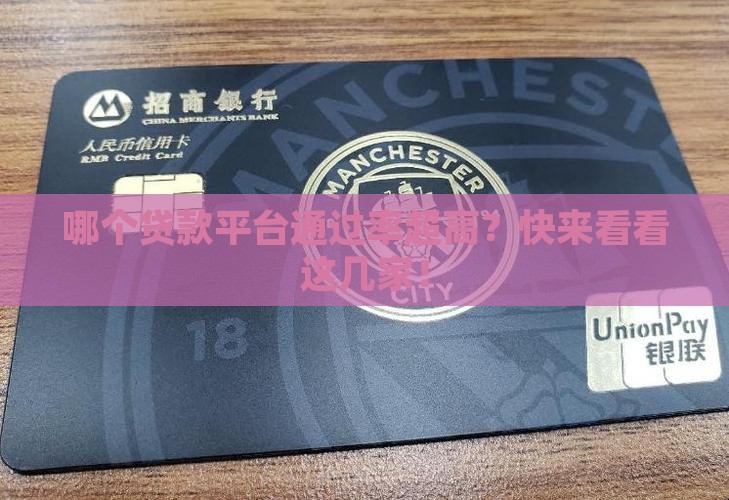 招商银行
CHINA MERCHANTS BANK
人民币信用卡
RMB Credit Card
MANCHESTER
MANCHESTER
哪个贷款平台通过率超高？快来看看
这几家！
CITY
18
UnionPay
银联